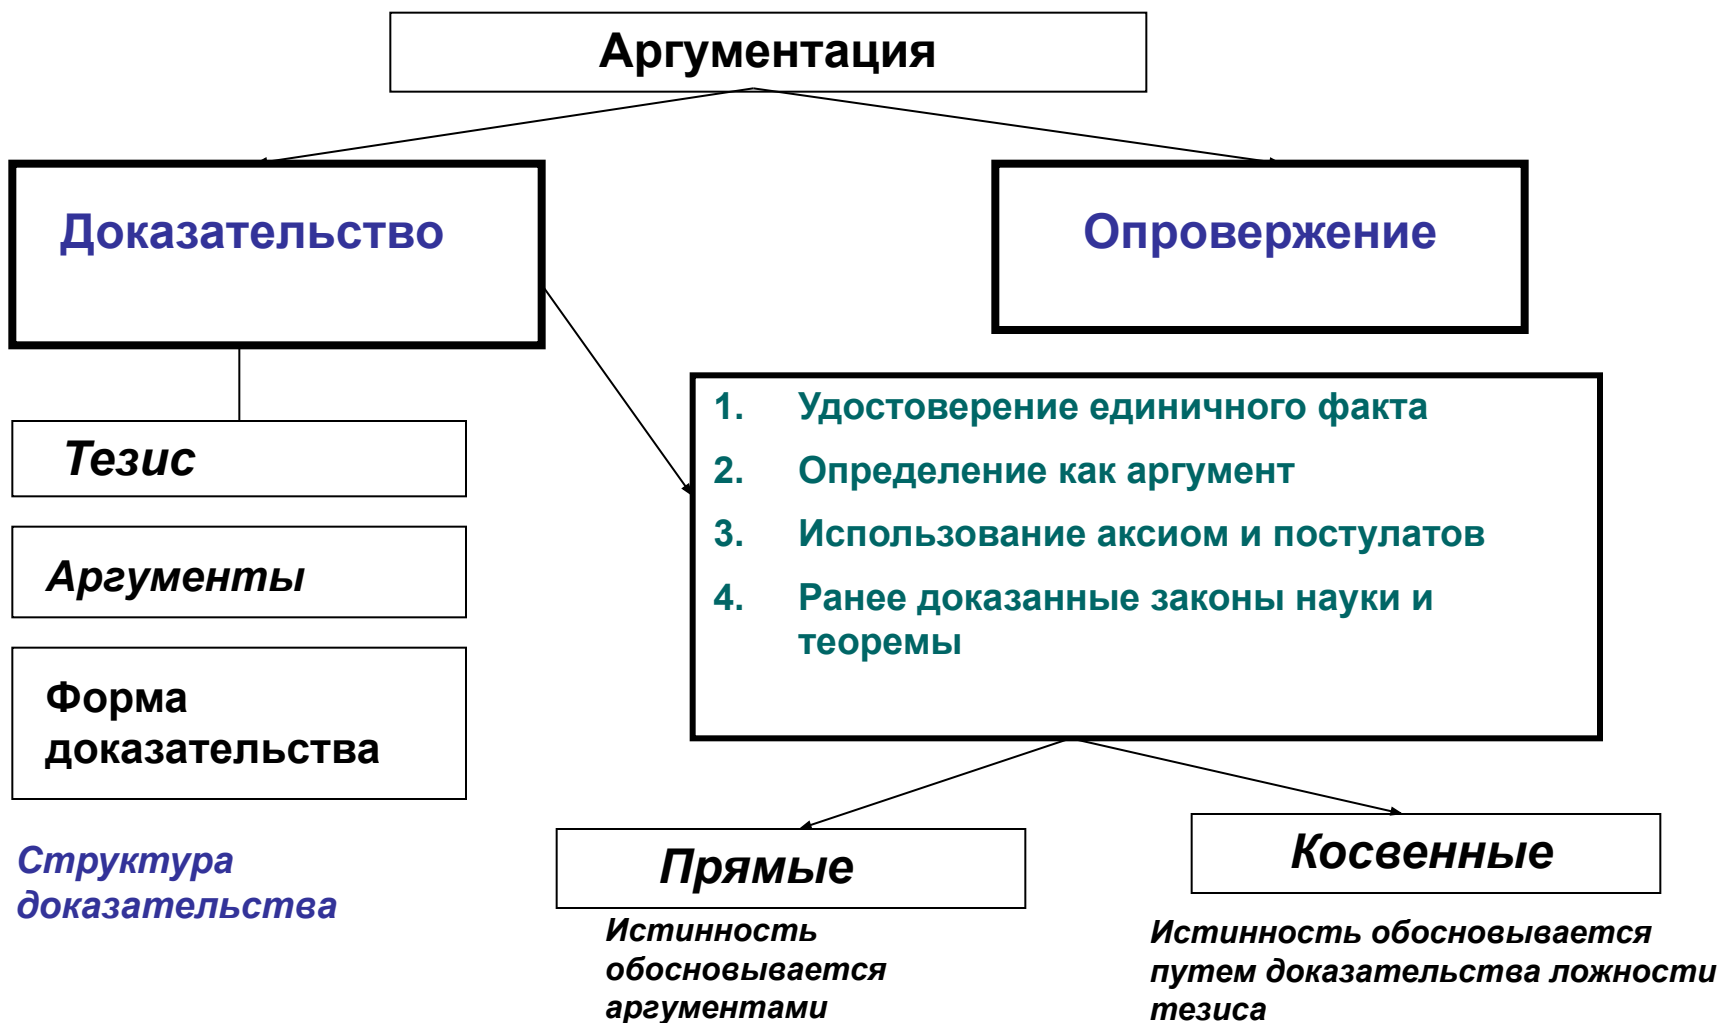 Аргументация
Доказательство
Опровержение
Тезис
Аргументы
Форма
доказательства
Структура
доказательства
1. Удостоверение единичного факта
2. Определение как аргумент
3. Использование аксиом и постулатов
4. Ранее доказанные законы науки и
теоремы
Прямые
Истинность
обосновывается
аргументами
Косвенные
Истинность обосновывается
путем доказательства ложности
тезиса